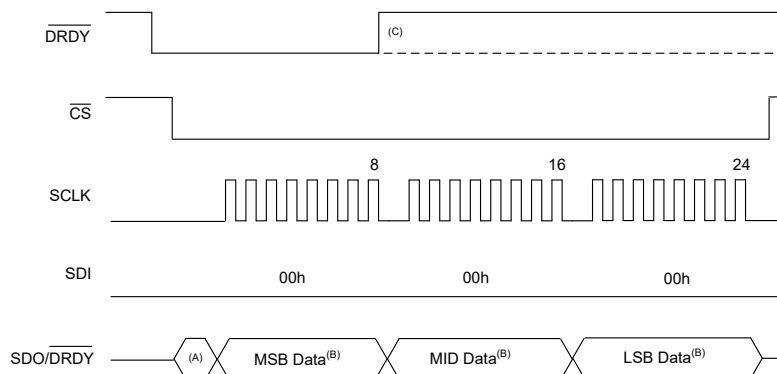 DRDY
(C)
CS
8 16 24
SCLK
SDI
00h 00h 00h
SDO/DRDY
(A) MSB Data(B) MID Data(B) LSB Data(B)